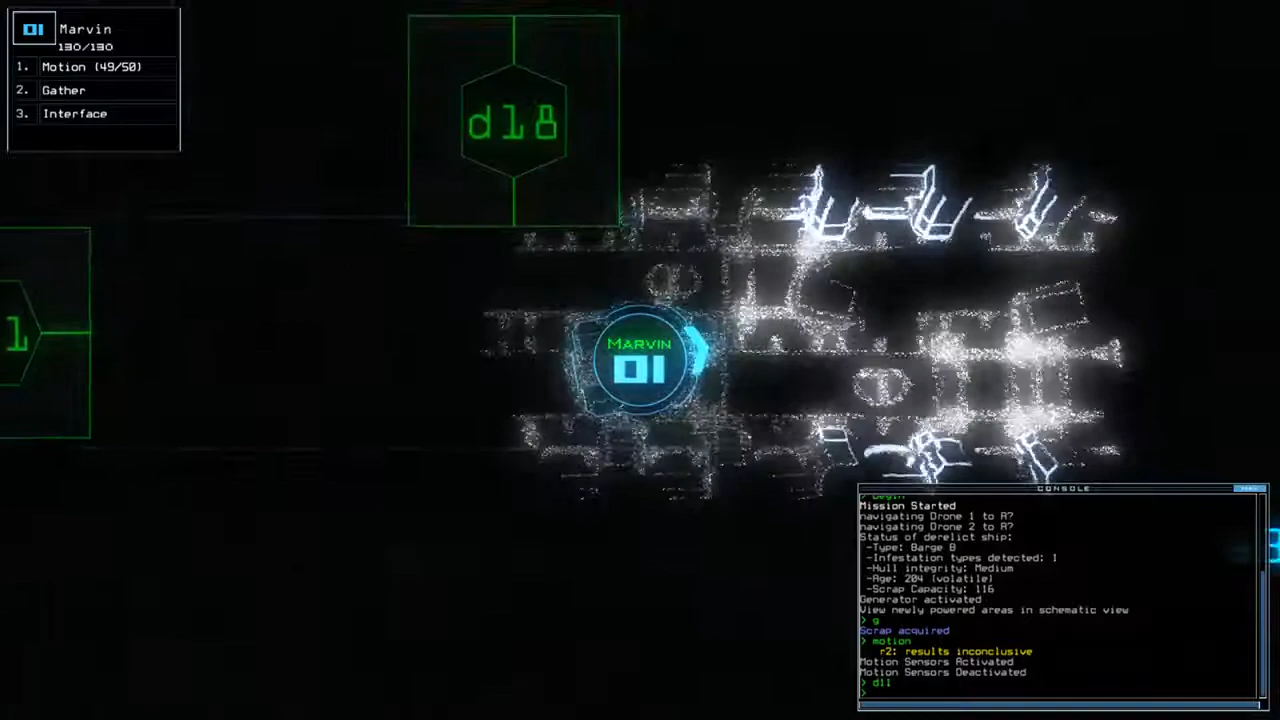 01 Marvin
130/130
1. Motion (49/50)
2. Gather
3. Interface
d18
1
MARVIN
01
CONSOLE
> begin
Mission Started
navigating Drone 1 to A?
navigating Drone 2 to A?
Status of derelict ship:
-Type: Barge B
-Infestation types detected: 1
-Hull integrity: Medium
-Age: 204 (volatile)
-Scrap Capacity: 116
Generator activated
View newly powered areas in schematic view
> g
Scrap acquired
> motion
r2: results inconclusive
Motion Sensors Activated
Motion Sensors Deactivated
> d11
>